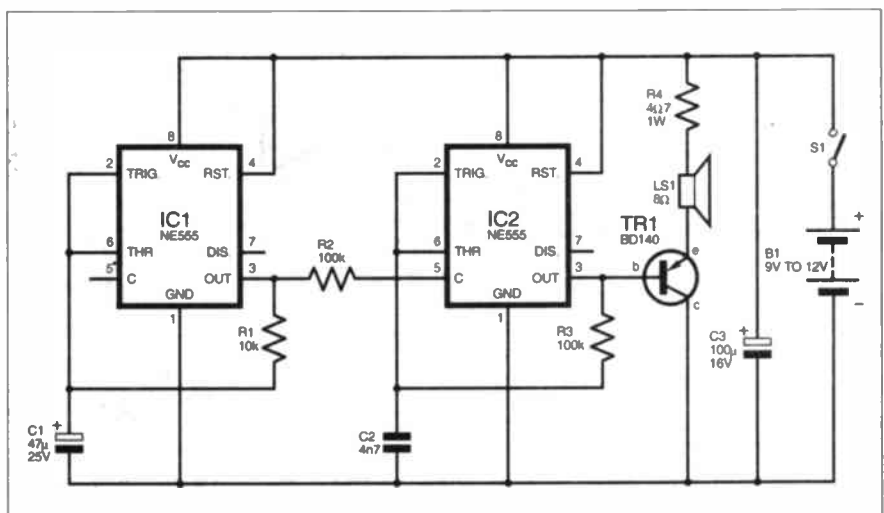 8
VCC
2
TRIG.
RST.
4
IC1
NE555
6
THR
DIS.
7
5
C
OUT
3
GND
1
R1
10k
C1
+
47µ
25V
R2
100k
8
VCC
2
TRIG.
RST.
4
IC2
NE555
6
THR
DIS.
7
5
C
OUT
3
GND
1
R3
100k
C2
4n7
R4
4Ω7
1W
LS1
8Ω
TR1
BD140
b
e
c
C3
+
100µ
16V
S1
+
B1
9V TO 12V
−